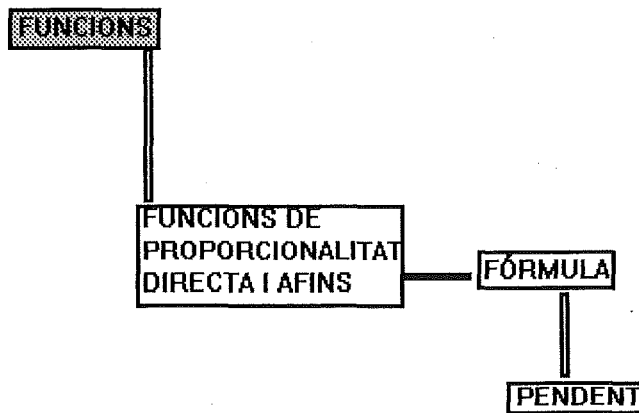 FUNCIONS
FUNCIONS DE
PROPORCIONALITAT
DIRECTA I AFINS
FÓRMULA
PENDENT